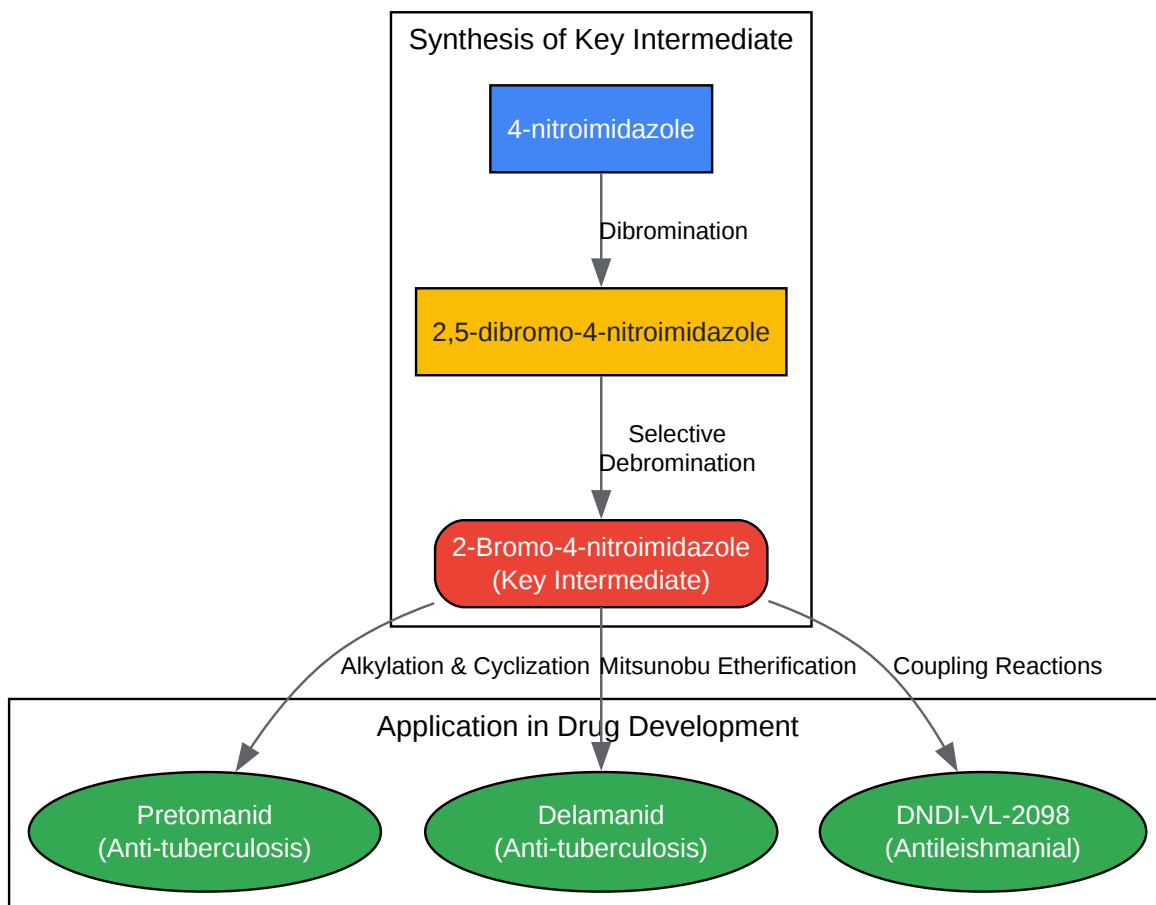 Synthesis of Key Intermediate
4-nitroimidazole
Dibromination
2,5-dibromo-4-nitroimidazole
Selective
Debromination
2-Bromo-4-nitroimidazole
(Key Intermediate)
Alkylation & Cyclization
Mitsunobu Etherification
Coupling Reactions
Application in Drug Development
Pretomanid
(Anti-tuberculosis)
Delamanid
(Anti-tuberculosis)
DNDI-VL-2098
(Antileishmanial)